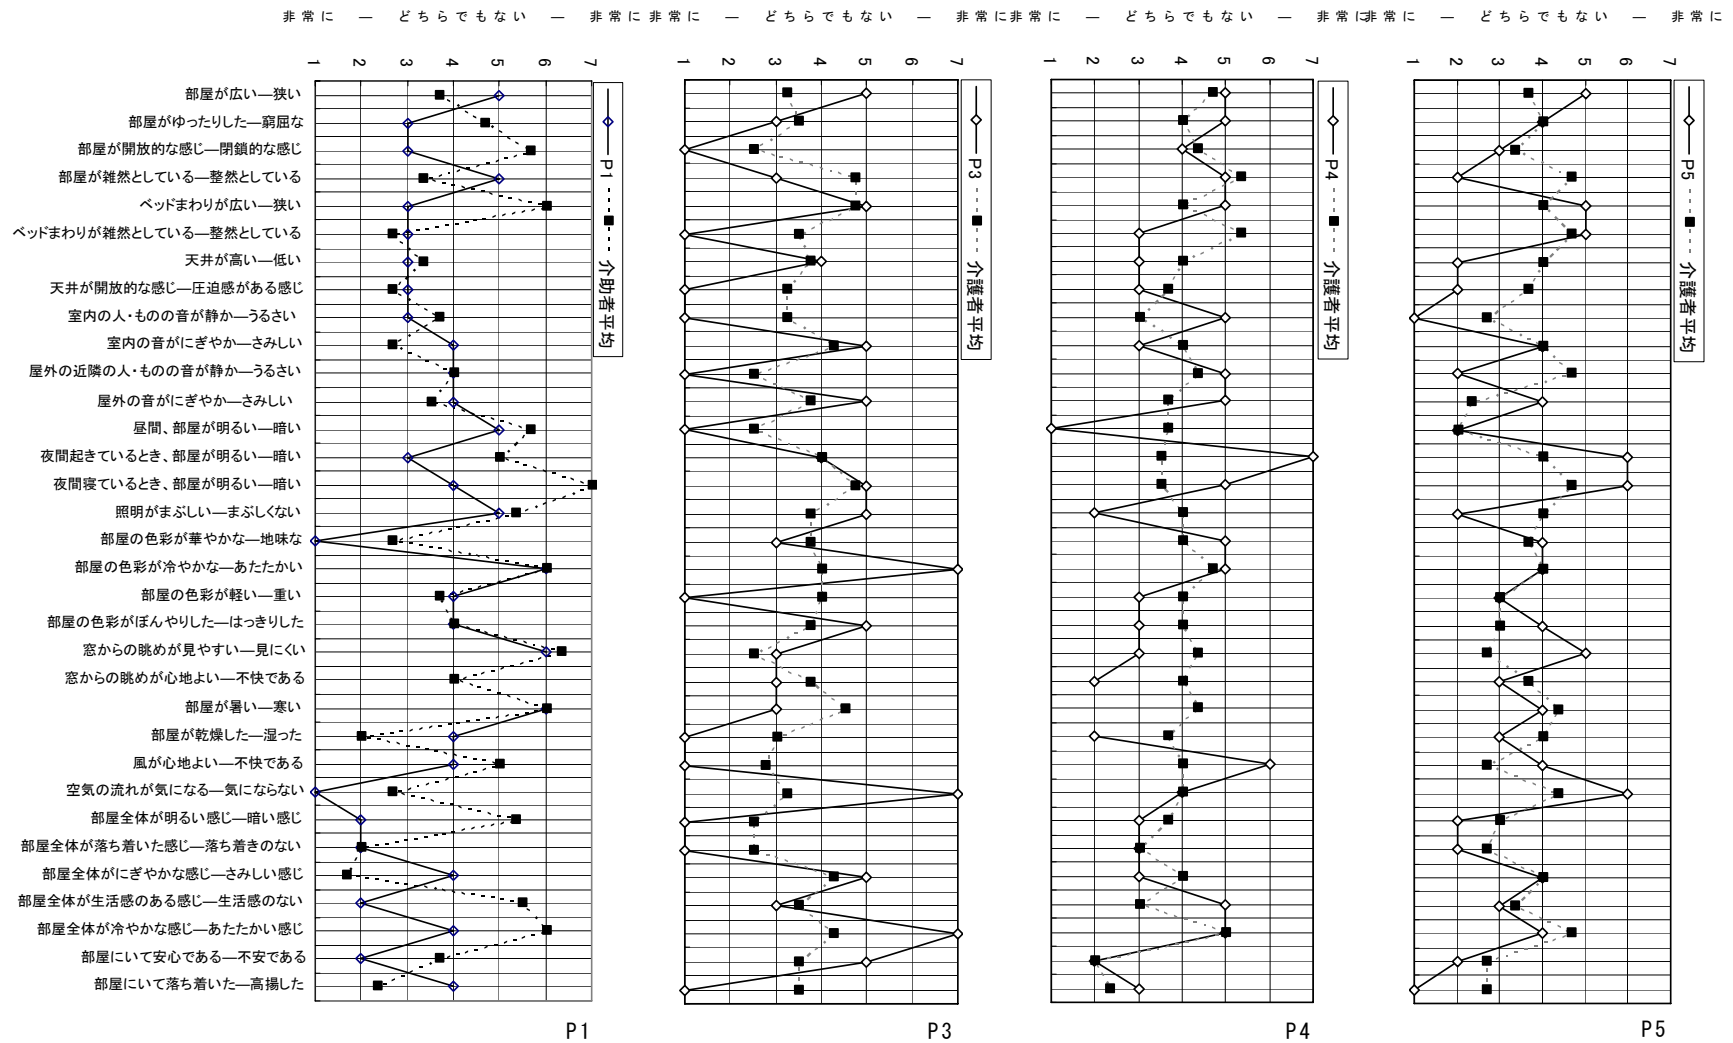 非常に ― どちらでもない ― 非常に
非常に ― どちらでもない ― 非常に
非常に ― どちらでもない ― 非常に
非常に ― どちらでもない ― 非常に
1 2 3 4 5 6 7
1 2 3 4 5 6 7
1 2 3 4 5 6 7
1 2 3 4 5 6 7
P1 介助者平均
P3 介護者平均
P4 介護者平均
P5 介護者平均
部屋が広い―狭い
部屋がゆったりした―窮屈な
部屋が開放的な感じ―閉鎖的な感じ
部屋が雑然としている―整然としている
ベッドまわりが広い―狭い
ベッドまわりが雑然としている―整然としている
天井が高い―低い
天井が開放的な感じ―圧迫感がある感じ
室内の人・ものの音が静か―うるさい
室内の音がにぎやか―さみしい
屋外の近隣の人・ものの音が静か―うるさい
屋外の音がにぎやか―さみしい
昼間、部屋が明るい―暗い
夜間起きているとき、部屋が明るい―暗い
夜間寝ているとき、部屋が明るい―暗い
照明がまぶしい―まぶしくない
部屋の色彩が華やかな―地味な
部屋の色彩が冷やかな―あたたかい
部屋の色彩が軽い―重い
部屋の色彩がぼんやりした―はっきりした
窓からの眺めが見やすい―見にくい
窓からの眺めが心地よい―不快である
部屋が暑い―寒い
部屋が乾燥した―湿った
風が心地よい―不快である
空気の流れが気になる―気にならない
部屋全体が明るい感じ―暗い感じ
部屋全体が落ち着いた感じ―落ち着きのない
部屋全体がにぎやかな感じ―さみしい感じ
部屋全体が生活感のある感じ―生活感のない
部屋全体が冷やかな感じ―あたたかい感じ
部屋にいて安心である―不安である
部屋にいて落ち着いた―高揚した
P1
P3
P4
P5